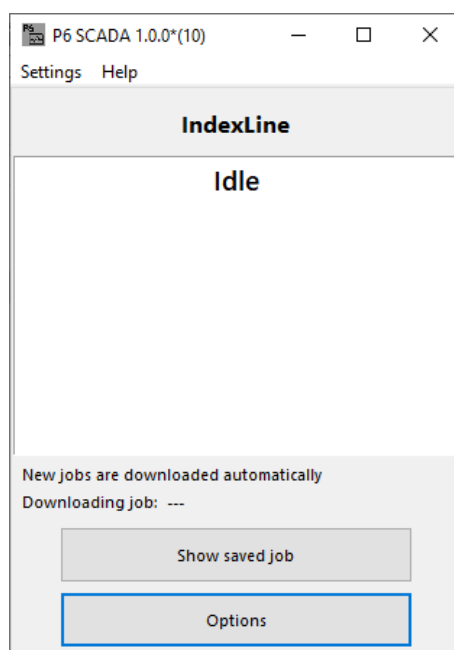 P6 SCADA 1.0.0*(10)
Settings Help
IndexLine
Idle
New jobs are downloaded automatically
Downloading job: ---
Show saved job
Options